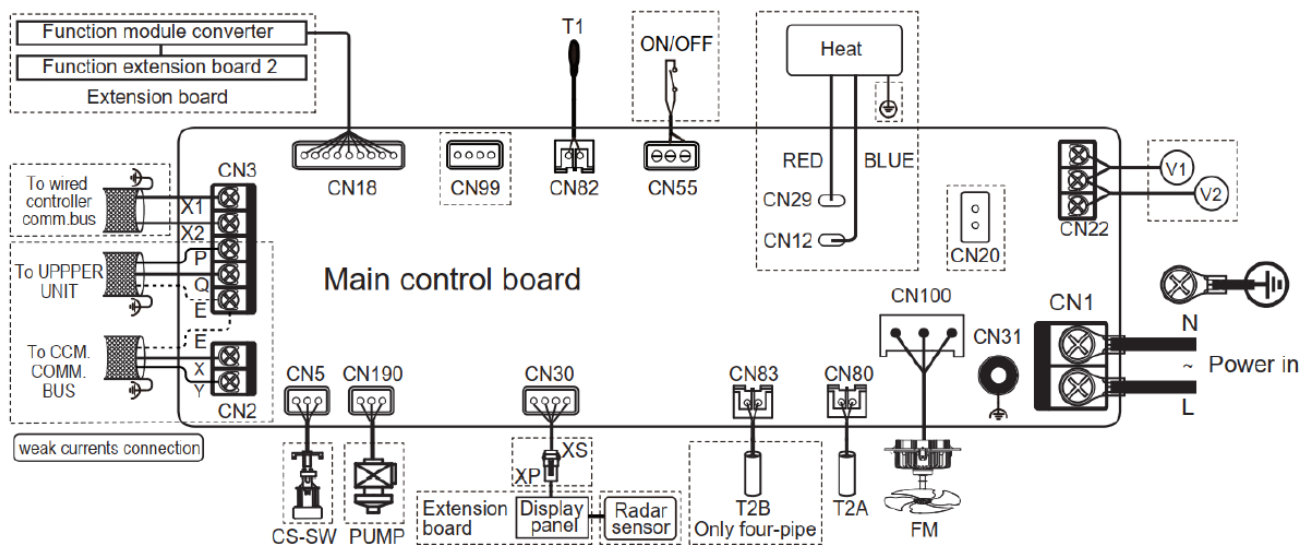 Function module converter
Function extension board 2
Extension board
T1
ON/OFF
Heat
RED
BLUE
CN18
CN99
CN82
CN55
CN29
CN12
CN20
CN22
V1
V2
To wired
controller
comm.bus
CN3
X1
X2
P
Q
E
To UPPPER
UNIT
Main control board
To CCM.
COMM.
BUS
E
X
Y
CN2
weak currents connection
CN5
CN190
CN30
CN83
CN80
CN100
CN31
CN1
N
~
L
Power in
CS-SW
PUMP
XS
XP
Extension
board
Display
panel
Radar
sensor
T2B
Only four-pipe
T2A
FM